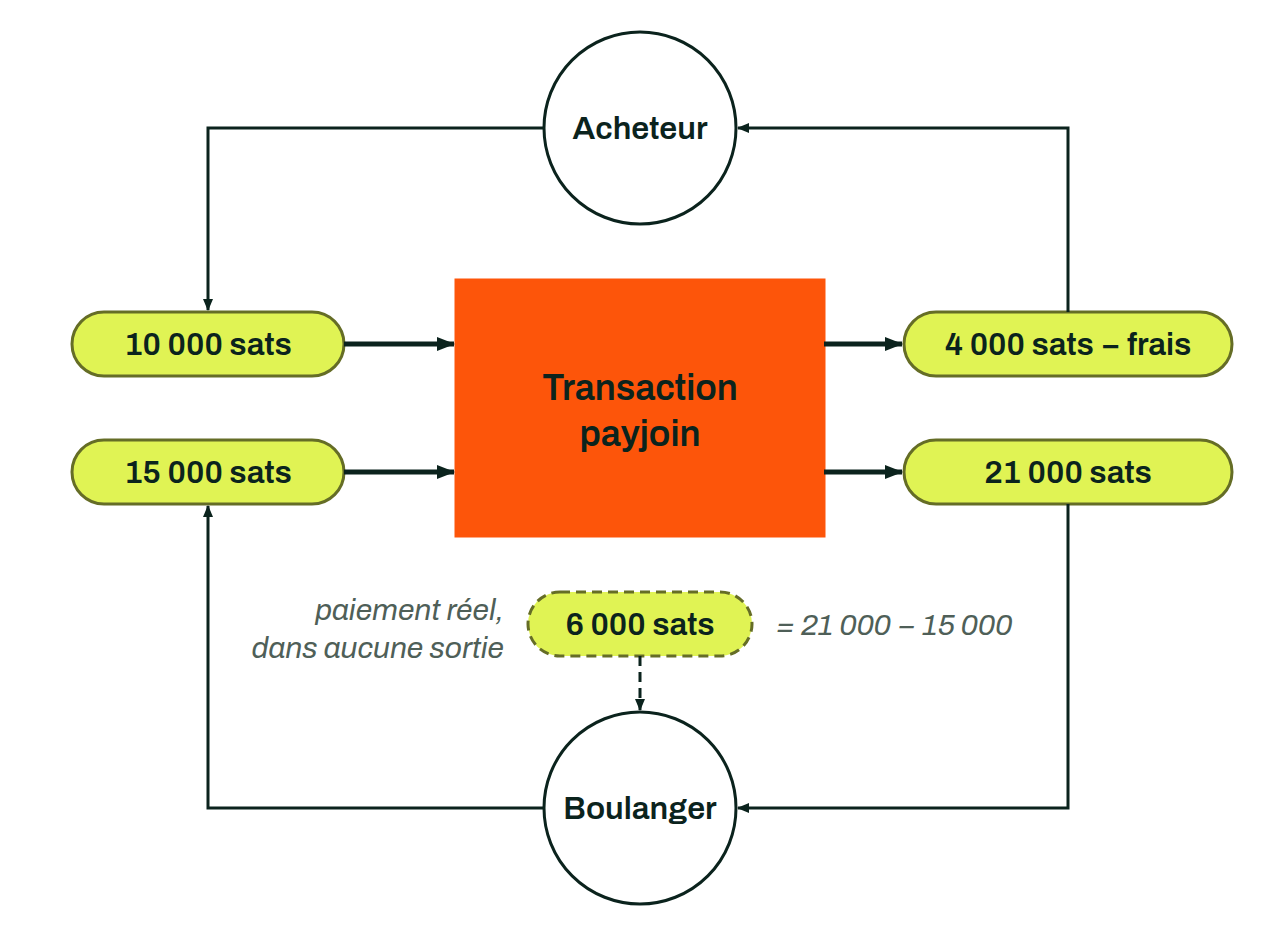 Acheteur
10 000 sats
4 000 sats – frais
Transaction
payjoin
15 000 sats
21 000 sats
paiement réel,
dans aucune sortie
6 000 sats
= 21 000 – 15 000
Boulanger